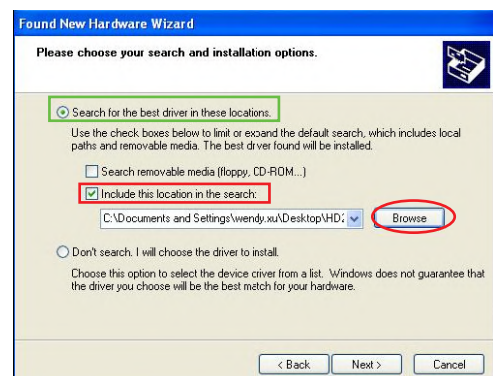 Found New Hardware Wizard
Please choose your search and installation options.
Search for the best driver in these locations.
Use the check boxes below to limit or expand the default search, which includes local
paths and removable media. The best driver found will be installed.
Search removable media (floppy, CD-ROM...)
Include this location in the search:
C:\Documents and Settings\wendy.xu\Desktop\HD2
Browse
Don't search. I will choose the driver to install.
Choose this option to select the device driver from a list. Windows does not guarantee that
the driver you choose will be the best match for your hardware.
< Back
Next >
Cancel